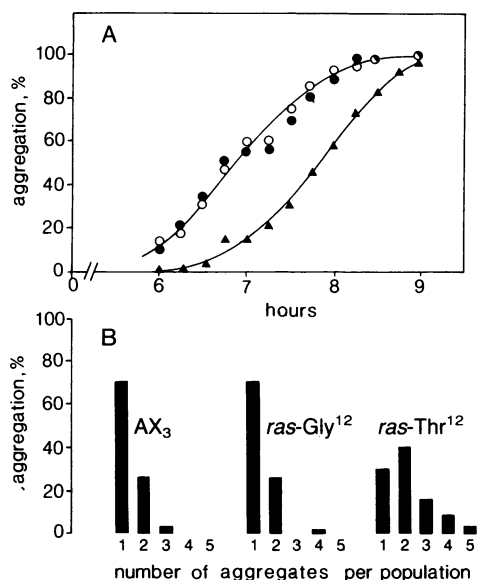 A
100
80
60
40
20
0
aggregation, %
0 6 7 8 9
hours
B
100
80
60
40
20
0
aggregation, %
AX₃
ras-Gly¹²
ras-Thr¹²
1 2 3 4 5 1 2 3 4 5 1 2 3 4 5
number of aggregates per population